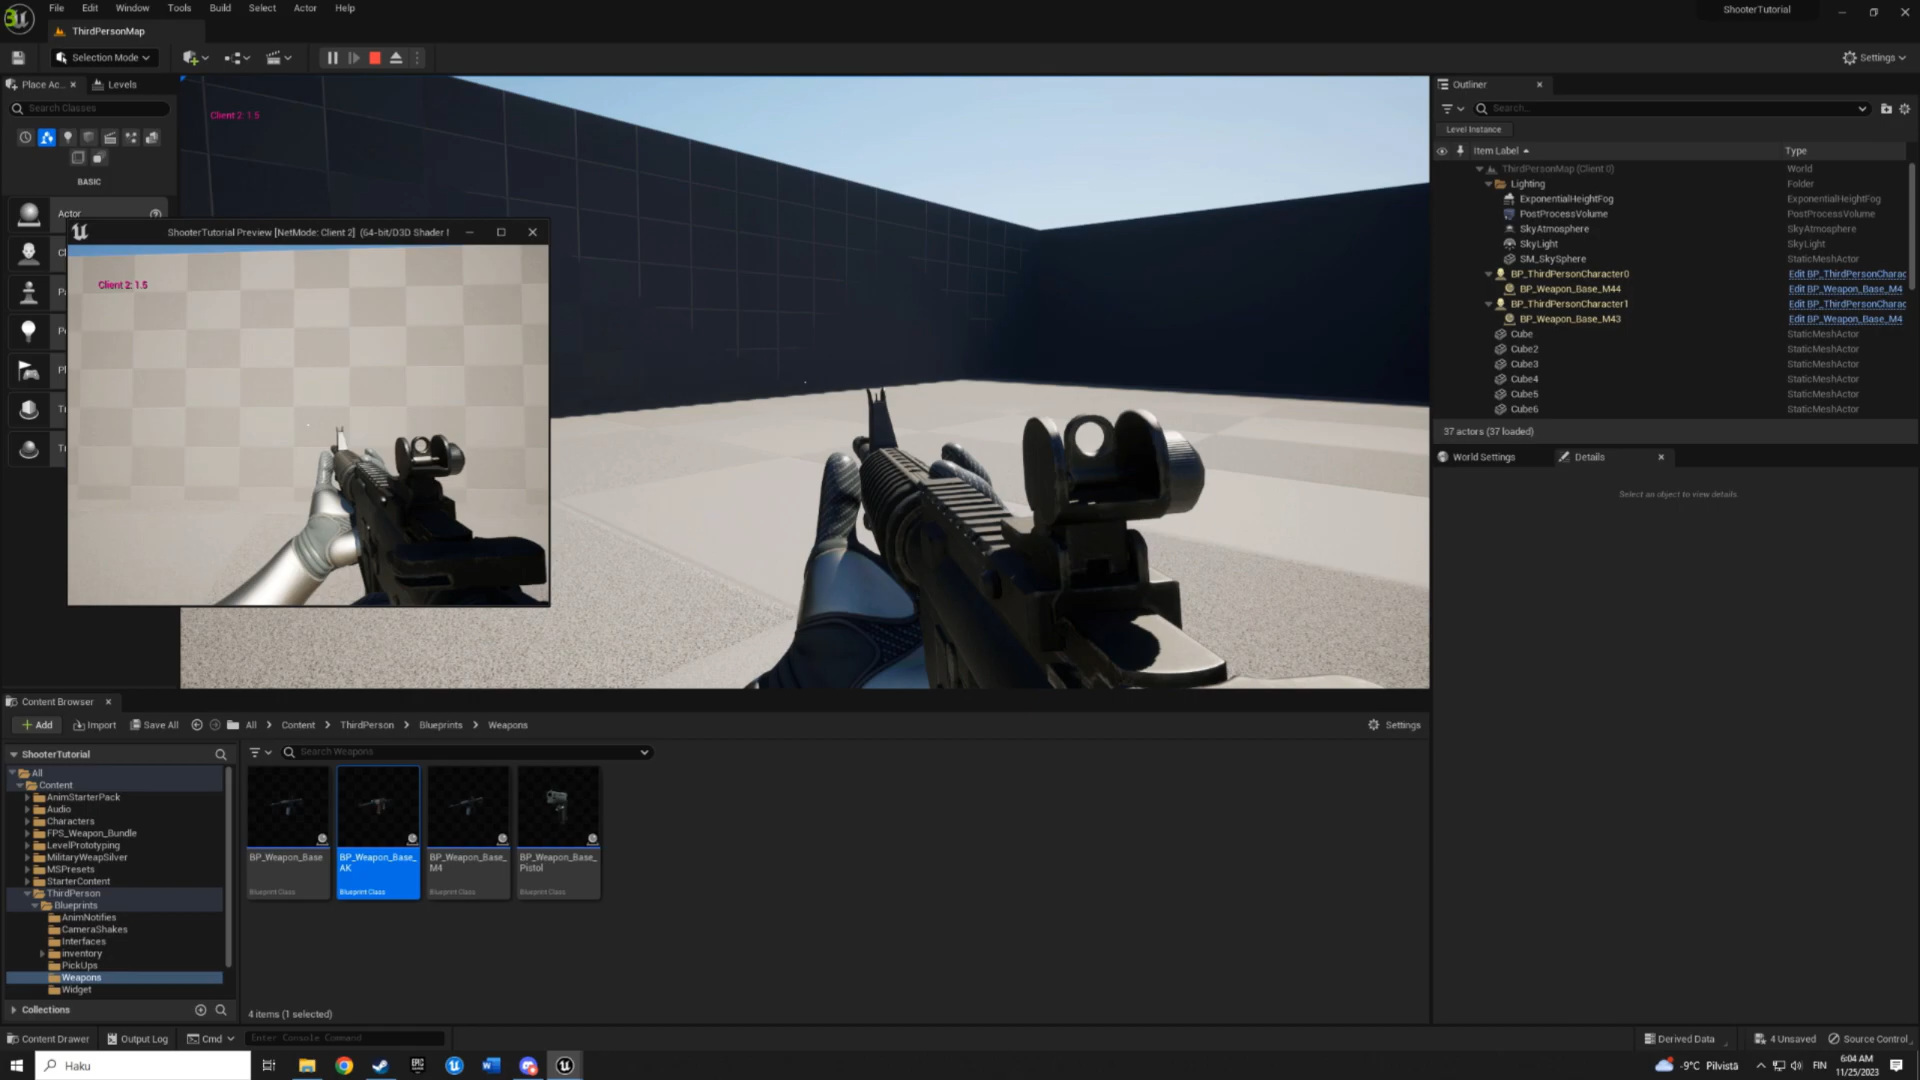 File Edit Window Tools Build Select Actor Help
ShooterTutorial
ThirdPersonMap
Selection Mode
Settings
Place Ac..
Levels
Search Classes
BASIC
Actor
Client 2: 1.5
ShooterTutorial Preview [NetMode: Client 2] (64-bit/D3D Shader
Client 2: 1.5
Outliner
Search...
Level Instance
Item Label Type
ThirdPersonMap (Client 0) World
Lighting Folder
ExponentialHeightFog ExponentialHeightFog
PostProcessVolume PostProcessVolume
SkyAtmosphere SkyAtmosphere
SkyLight SkyLight
SM_SkySphere StaticMeshActor
BP_ThirdPersonCharacter0 Edit BP_ThirdPersonCharac
BP_Weapon_Base_M44 Edit BP_Weapon_Base_M4
BP_ThirdPersonCharacter1 Edit BP_ThirdPersonCharac
BP_Weapon_Base_M43 Edit BP_Weapon_Base_M4
Cube StaticMeshActor
Cube2 StaticMeshActor
Cube3 StaticMeshActor
Cube4 StaticMeshActor
Cube5 StaticMeshActor
Cube6 StaticMeshActor
37 actors (37 loaded)
World Settings
Details
Select an object to view details.
Content Browser
Add
Import
Save All
All > Content > ThirdPerson > Blueprints > Weapons
Settings
ShooterTutorial
All
Content
AnimStarterPack
Audio
Characters
FPS_Weapon_Bundle
LevelPrototyping
MilitaryWeapSilver
MSPresets
StarterContent
ThirdPerson
Blueprints
AnimNotifies
CameraShakes
Interfaces
inventory
PickUps
Weapons
Widget
Collections
Search Weapons
BP_Weapon_Base
Blueprint Class
BP_Weapon_Base_
AK
Blueprint Class
BP_Weapon_Base_
M4
Blueprint Class
BP_Weapon_Base_
Pistol
Blueprint Class
4 items (1 selected)
Content Drawer
Output Log
Cmd
Enter Console Command
Derived Data
4 Unsaved
Source Control
Haku
EPIC
-9°C Pilvistä
FIN
6:04 AM
11/25/2023